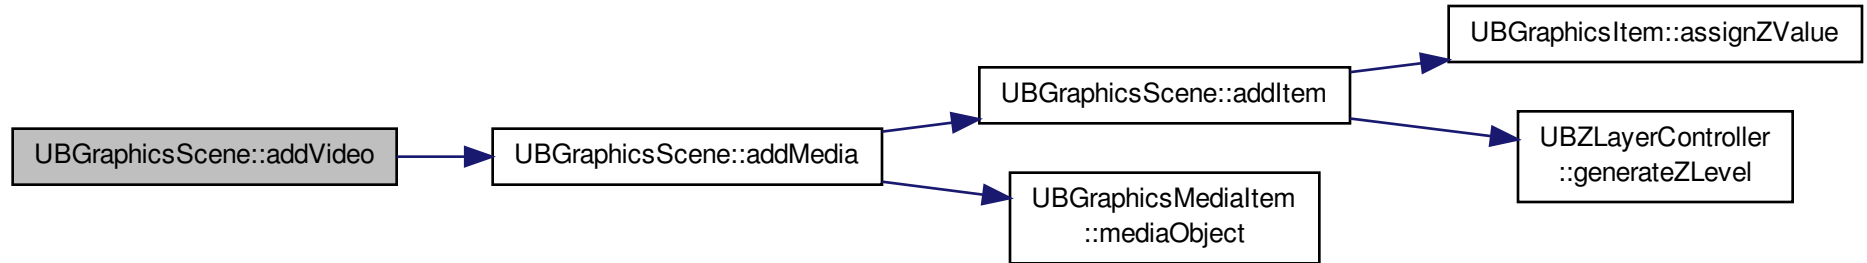 UBGraphicsScene::addVideo
UBGraphicsScene::addMedia
UBGraphicsScene::addItem
UBGraphicsItem::assignZValue
UBZLayerController
::generateZLevel
UBGraphicsMediaItem
::mediaObject